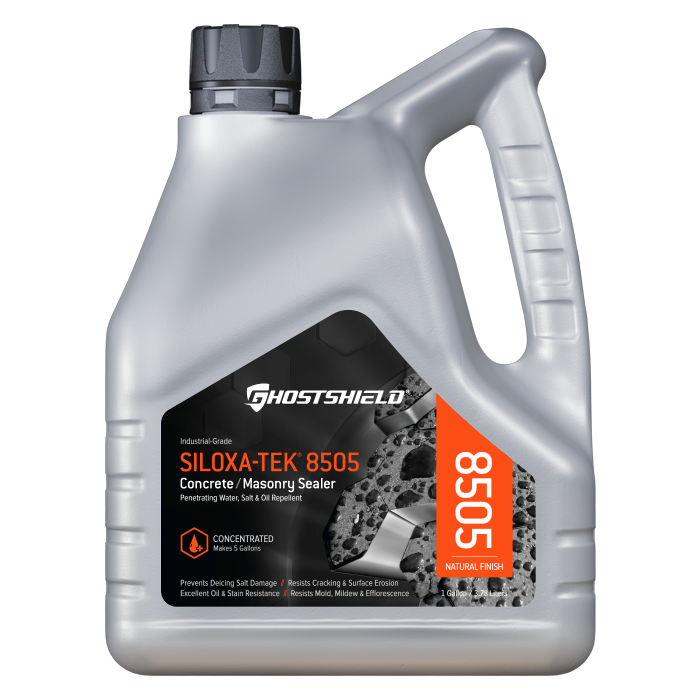 GHOSTSHIELD
Industrial-Grade
SILOXA-TEK® 8505
Concrete / Masonry Sealer
Penetrating Water, Salt & Oil Repellent
CONCENTRATED
Makes 5 Gallons
Prevents Deicing Salt Damage // Resists Cracking & Surface Erosion
Excellent Oil & Stain Resistance // Resists Mold, Mildew & Efflorescence
8505
NATURAL FINISH
1 Gallon / 3.78 Liters